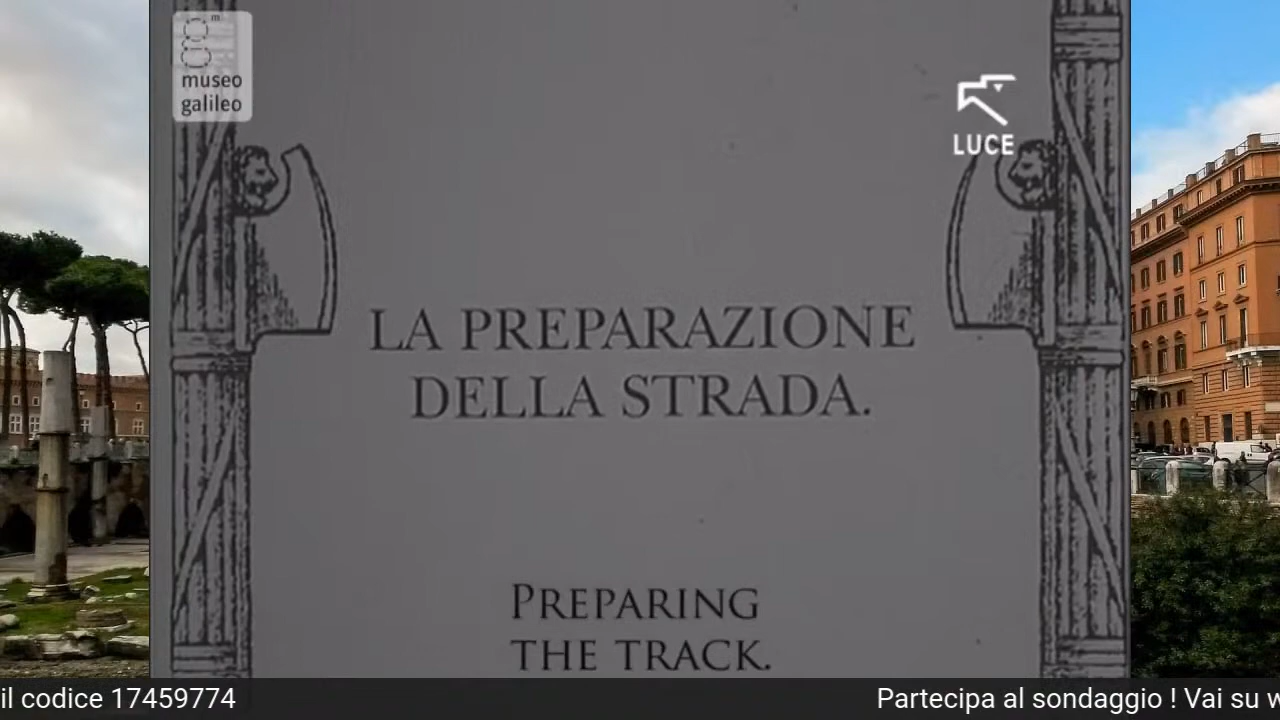 m
museo
galileo
LUCE
LA PREPARAZIONE
DELLA STRADA.
PREPARING
THE TRACK.
il codice 17459774
Partecipa al sondaggio ! Vai su w